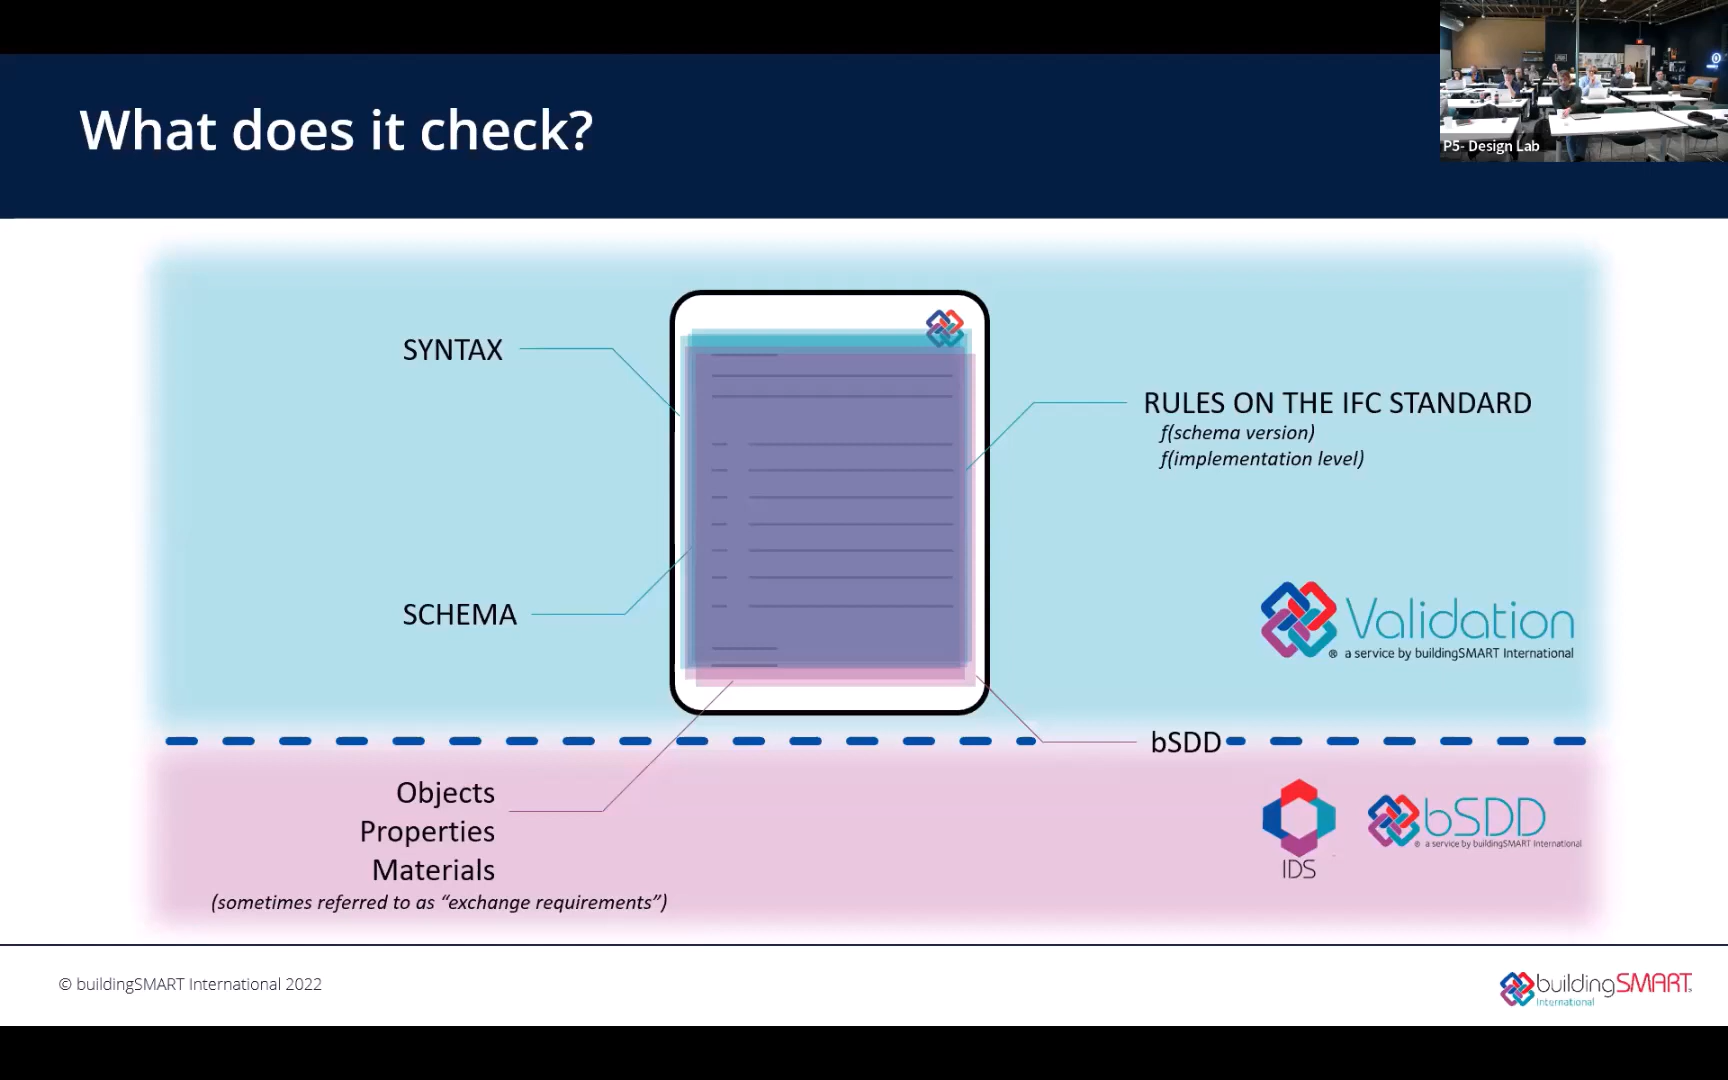 What does it check?
P5- Design Lab
SYNTAX
RULES ON THE IFC STANDARD
f(schema version)
f(implementation level)
SCHEMA
Validation
® a service by buildingSMART International
bSDD
Objects
Properties
Materials
(sometimes referred to as “exchange requirements”)
IDS
bSDD
® a service by buildingSMART International
© buildingSMART International 2022
buildingSMART
International